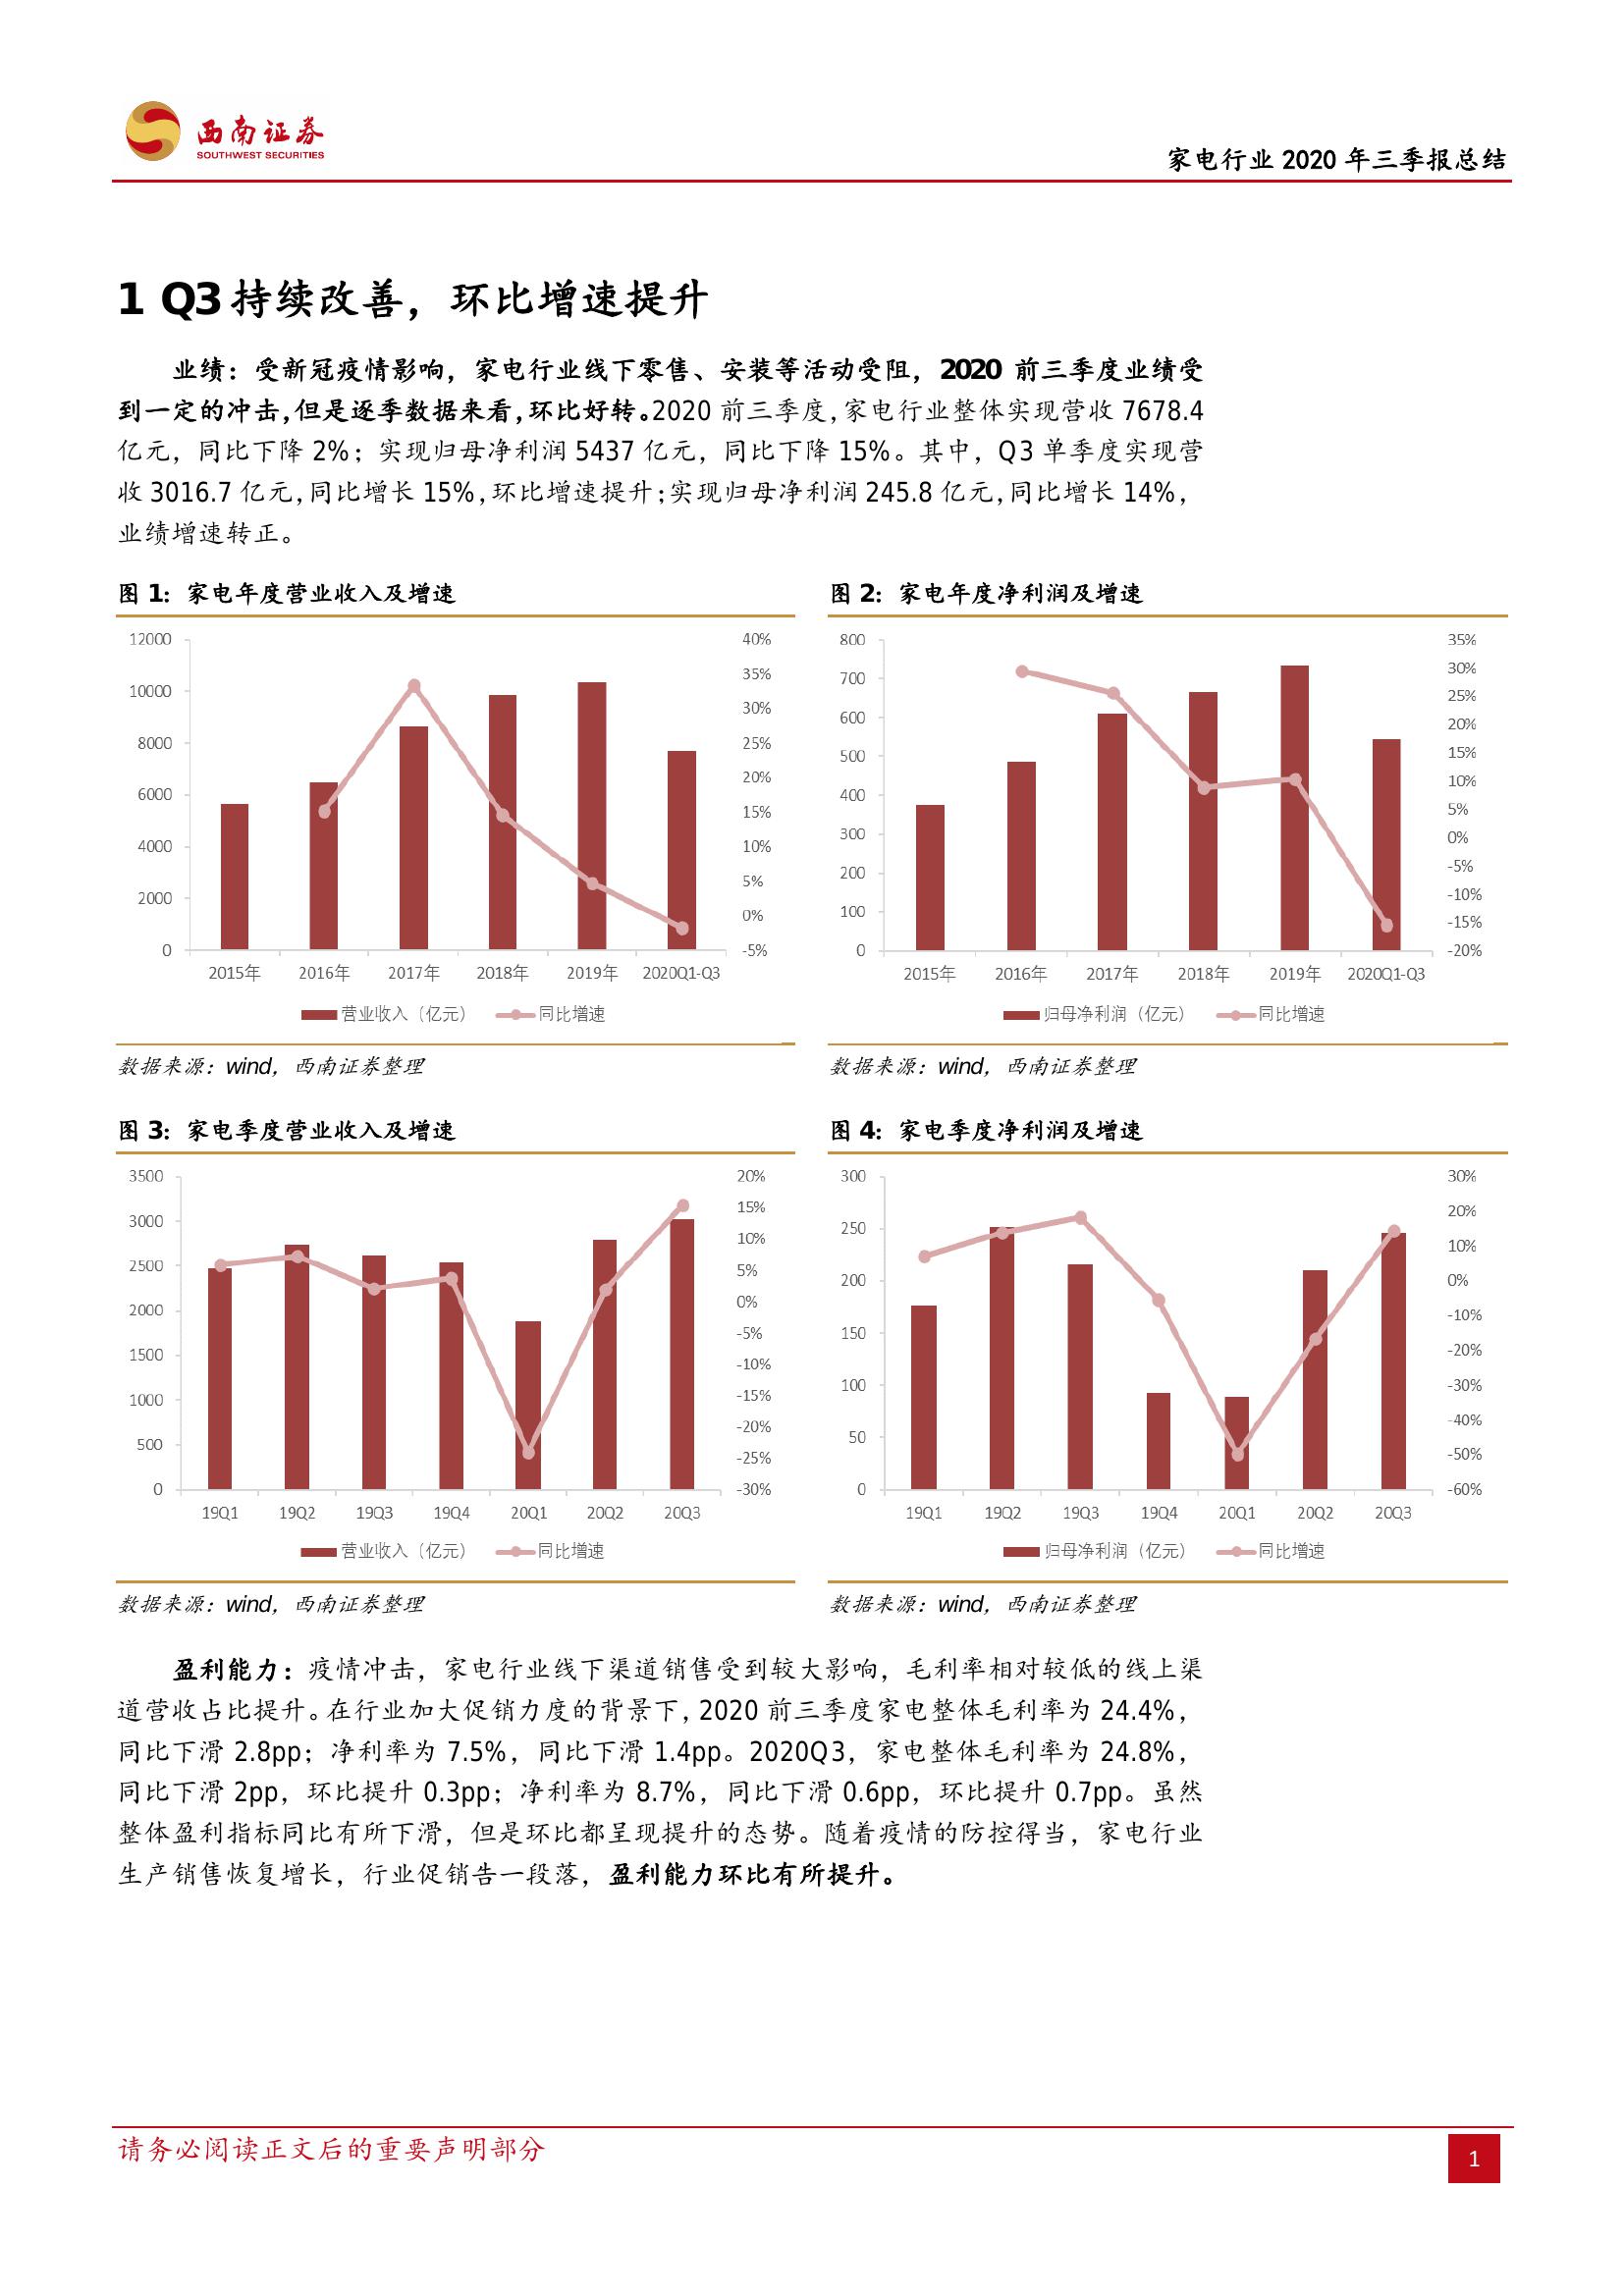 西南证券
SOUTHWEST SECURITIES
家电行业 2020 年三季报总结
1 Q3 持续改善，环比增速提升
业绩：受新冠疫情影响，家电行业线下零售、安装等活动受阻，2020 前三季度业绩受
到一定的冲击，但是逐季数据来看，环比好转。2020 前三季度，家电行业整体实现营收 7678.4
亿元，同比下降 2%；实现归母净利润 5437 亿元，同比下降 15%。其中，Q3 单季度实现营
收 3016.7 亿元，同比增长 15%，环比增速提升；实现归母净利润 245.8 亿元，同比增长 14%，
业绩增速转正。
图 1：家电年度营业收入及增速
12000
10000
8000
6000
4000
2000
0
40%
35%
30%
25%
20%
15%
10%
5%
0%
-5%
2015年 2016年 2017年 2018年 2019年 2020Q1-Q3
营业收入（亿元） 同比增速
数据来源：wind，西南证券整理
图 2：家电年度净利润及增速
800
700
600
500
400
300
200
100
0
35%
30%
25%
20%
15%
10%
5%
0%
-5%
-10%
-15%
-20%
2015年 2016年 2017年 2018年 2019年 2020Q1-Q3
归母净利润（亿元） 同比增速
数据来源：wind，西南证券整理
图 3：家电季度营业收入及增速
3500
3000
2500
2000
1500
1000
500
0
20%
15%
10%
5%
0%
-5%
-10%
-15%
-20%
-25%
-30%
19Q1 19Q2 19Q3 19Q4 20Q1 20Q2 20Q3
营业收入（亿元） 同比增速
数据来源：wind，西南证券整理
图 4：家电季度净利润及增速
300
250
200
150
100
50
0
30%
20%
10%
0%
-10%
-20%
-30%
-40%
-50%
-60%
19Q1 19Q2 19Q3 19Q4 20Q1 20Q2 20Q3
归母净利润（亿元） 同比增速
数据来源：wind，西南证券整理
盈利能力：疫情冲击，家电行业线下渠道销售受到较大影响，毛利率相对较低的线上渠
道营收占比提升。在行业加大促销力度的背景下，2020 前三季度家电整体毛利率为 24.4%，
同比下滑 2.8pp；净利率为 7.5%，同比下滑 1.4pp。2020Q3，家电整体毛利率为 24.8%，
同比下滑 2pp，环比提升 0.3pp；净利率为 8.7%，同比下滑 0.6pp，环比提升 0.7pp。虽然
整体盈利指标同比有所下滑，但是环比都呈现提升的态势。随着疫情的防控得当，家电行业
生产销售恢复增长，行业促销告一段落，盈利能力环比有所提升。
请务必阅读正文后的重要声明部分
1